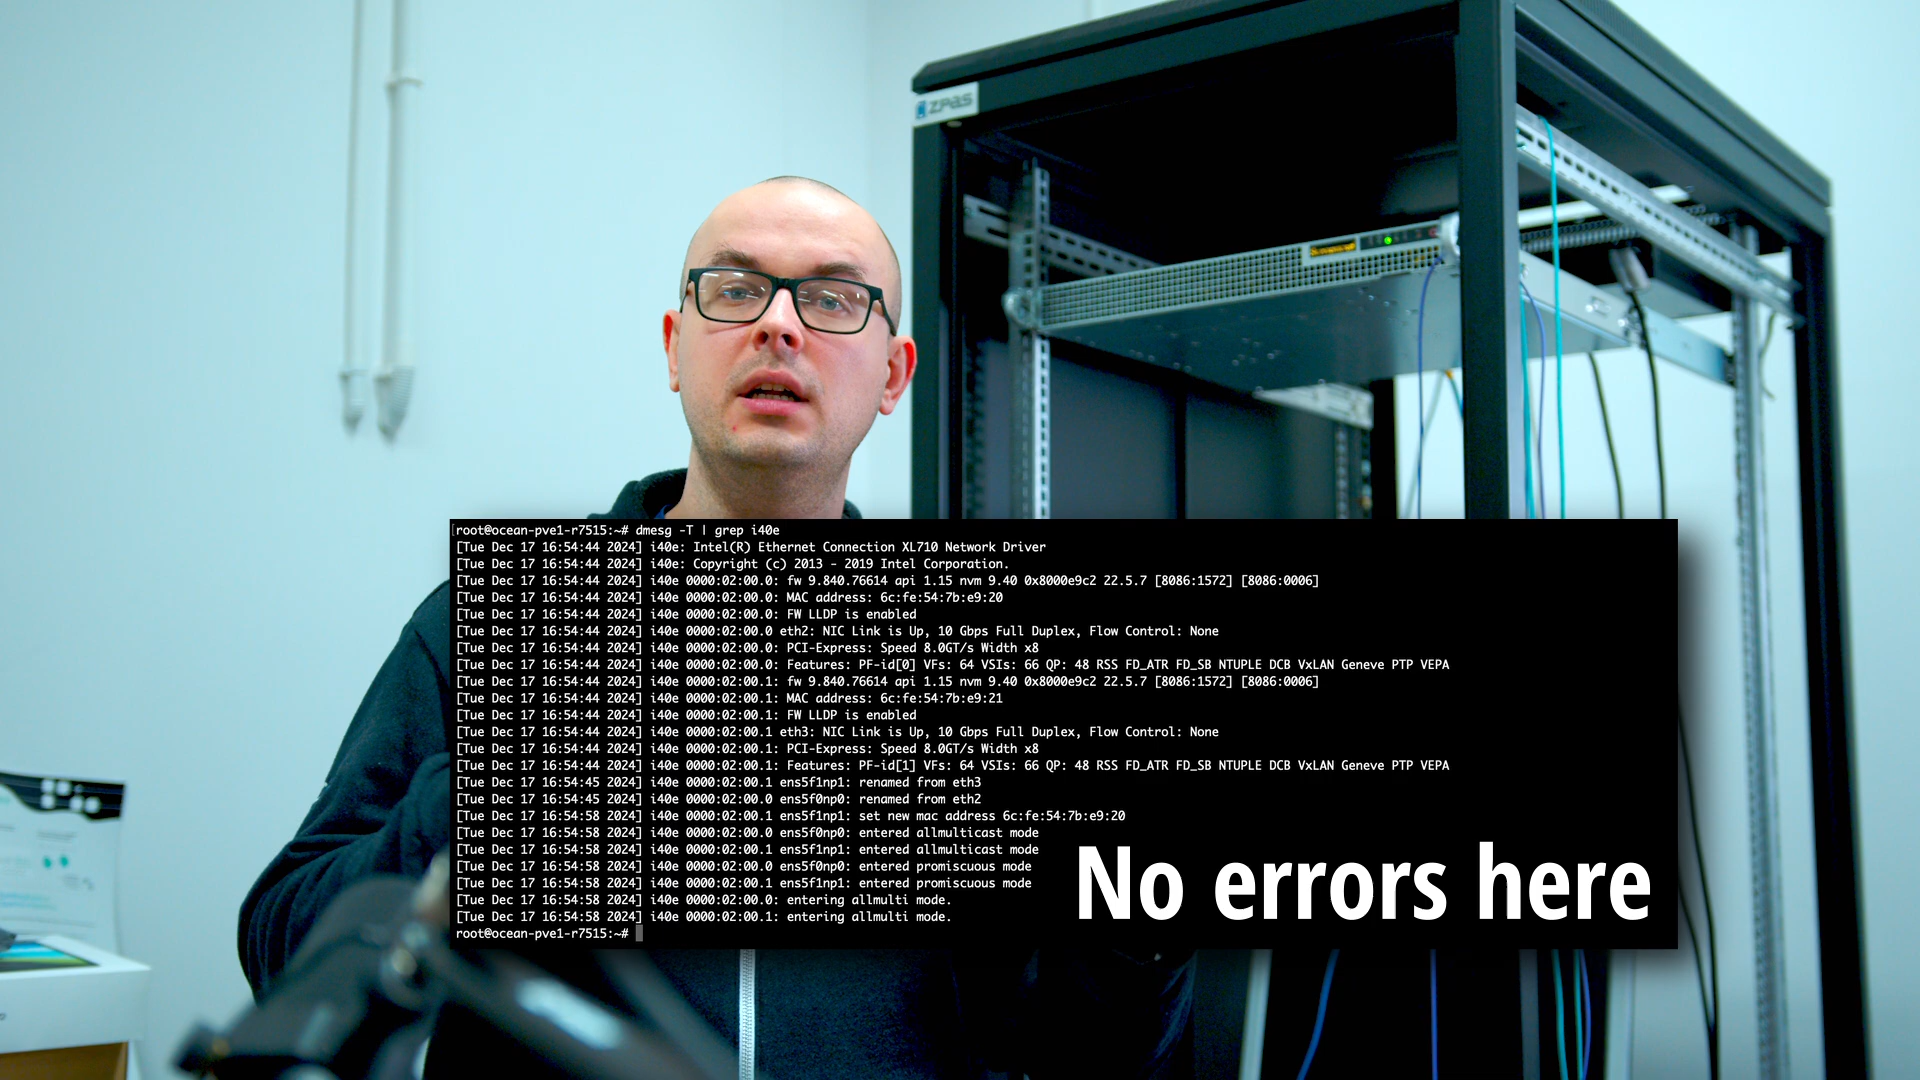 ZPAS
root@ocean-pve1-r7515:~# dmesg -T | grep i40e
[Tue Dec 17 16:54:44 2024] i40e: Intel(R) Ethernet Connection XL710 Network Driver
[Tue Dec 17 16:54:44 2024] i40e: Copyright (c) 2013 - 2019 Intel Corporation.
[Tue Dec 17 16:54:44 2024] i40e 0000:02:00.0: fw 9.840.76614 api 1.15 nvm 9.40 0x8000e9c2 22.5.7 [8086:1572] [8086:0006]
[Tue Dec 17 16:54:44 2024] i40e 0000:02:00.0: MAC address: 6c:fe:54:7b:e9:20
[Tue Dec 17 16:54:44 2024] i40e 0000:02:00.0: FW LLDP is enabled
[Tue Dec 17 16:54:44 2024] i40e 0000:02:00.0 eth2: NIC Link is Up, 10 Gbps Full Duplex, Flow Control: None
[Tue Dec 17 16:54:44 2024] i40e 0000:02:00.0: PCI-Express: Speed 8.0GT/s Width x8
[Tue Dec 17 16:54:44 2024] i40e 0000:02:00.0: Features: PF-id[0] VFs: 64 VSIs: 66 QP: 48 RSS FD_ATR FD_SB NTUPLE DCB VxLAN Geneve PTP VEPA
[Tue Dec 17 16:54:44 2024] i40e 0000:02:00.1: fw 9.840.76614 api 1.15 nvm 9.40 0x8000e9c2 22.5.7 [8086:1572] [8086:0006]
[Tue Dec 17 16:54:44 2024] i40e 0000:02:00.1: MAC address: 6c:fe:54:7b:e9:21
[Tue Dec 17 16:54:44 2024] i40e 0000:02:00.1: FW LLDP is enabled
[Tue Dec 17 16:54:44 2024] i40e 0000:02:00.1 eth3: NIC Link is Up, 10 Gbps Full Duplex, Flow Control: None
[Tue Dec 17 16:54:44 2024] i40e 0000:02:00.1: PCI-Express: Speed 8.0GT/s Width x8
[Tue Dec 17 16:54:44 2024] i40e 0000:02:00.1: Features: PF-id[1] VFs: 64 VSIs: 66 QP: 48 RSS FD_ATR FD_SB NTUPLE DCB VxLAN Geneve PTP VEPA
[Tue Dec 17 16:54:45 2024] i40e 0000:02:00.1 ens5f1np1: renamed from eth3
[Tue Dec 17 16:54:45 2024] i40e 0000:02:00.0 ens5f0np0: renamed from eth2
[Tue Dec 17 16:54:58 2024] i40e 0000:02:00.1 ens5f1np1: set new mac address 6c:fe:54:7b:e9:20
[Tue Dec 17 16:54:58 2024] i40e 0000:02:00.0 ens5f0np0: entered allmulticast mode
[Tue Dec 17 16:54:58 2024] i40e 0000:02:00.1 ens5f1np1: entered allmulticast mode
[Tue Dec 17 16:54:58 2024] i40e 0000:02:00.0 ens5f0np0: entered promiscuous mode
[Tue Dec 17 16:54:58 2024] i40e 0000:02:00.1 ens5f1np1: entered promiscuous mode
[Tue Dec 17 16:54:58 2024] i40e 0000:02:00.0: entering allmulti mode.
[Tue Dec 17 16:54:58 2024] i40e 0000:02:00.1: entering allmulti mode.
root@ocean-pve1-r7515:~#
No errors here